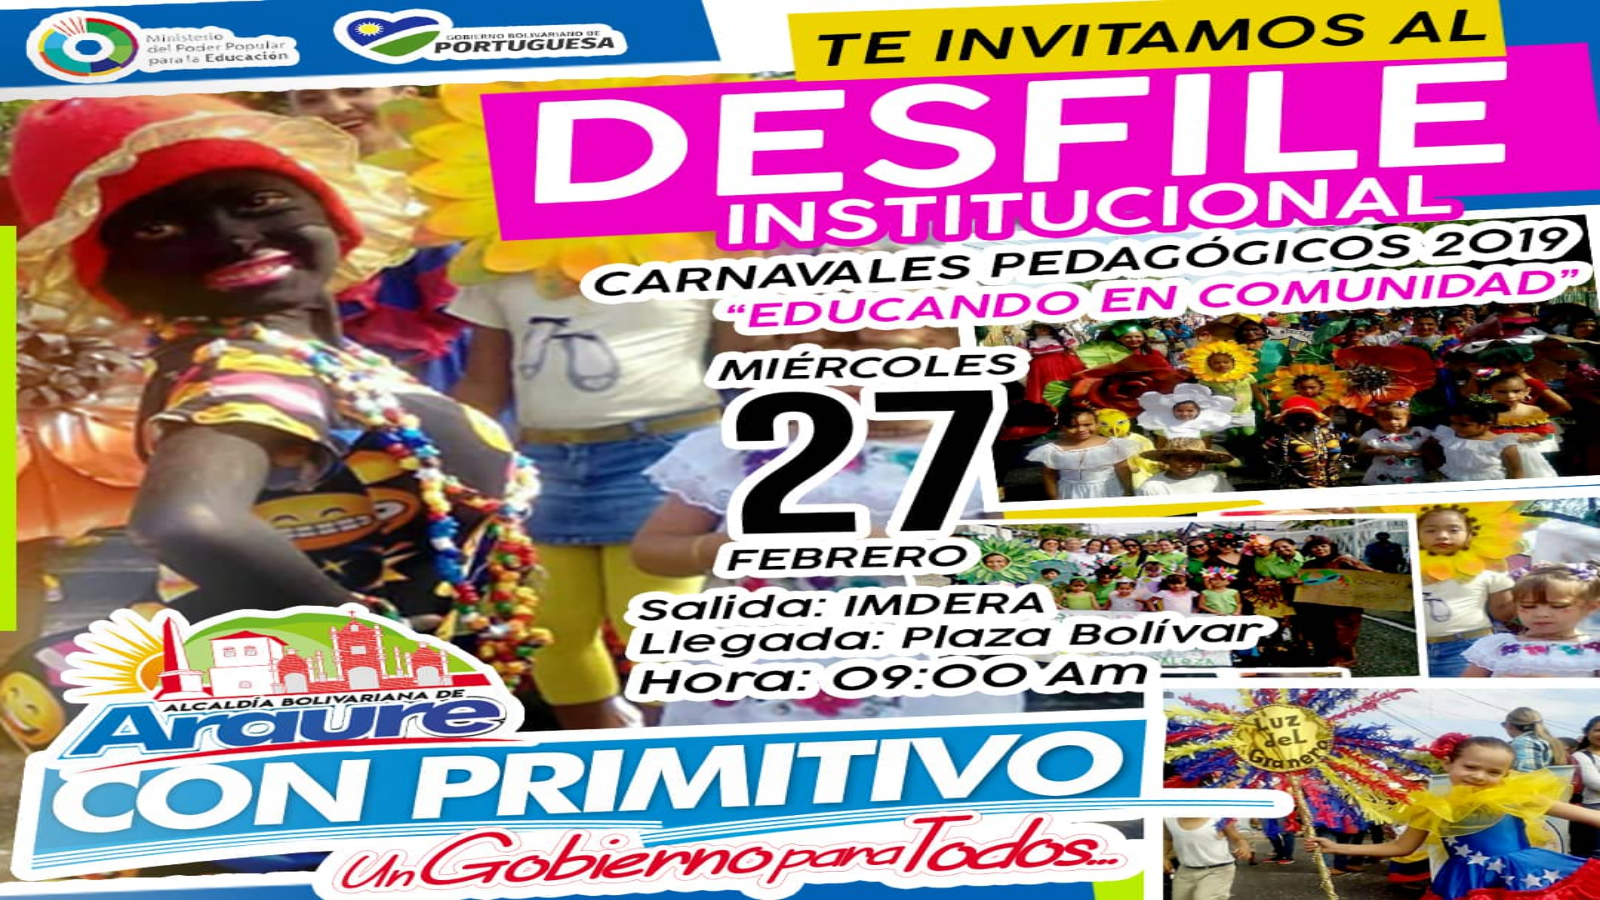 Ministerio
del Poder Popular
para la Educación
GOBIERNO BOLIVARIANO DE
PORTUGUESA
TE INVITAMOS AL
DESFILE
INSTITUCIONAL
CARNAVALES PEDAGÓGICOS 2019
"EDUCANDO EN COMUNIDAD"
MIÉRCOLES
27
FEBRERO
Salida: IMDERA
Llegada: Plaza Bolívar
Hora: 09:00 Am
ALCALDÍA BOLIVARIANA DE
Araure
CON PRIMITIVO
Un Gobierno para Todos...
Luz
deL
Granero